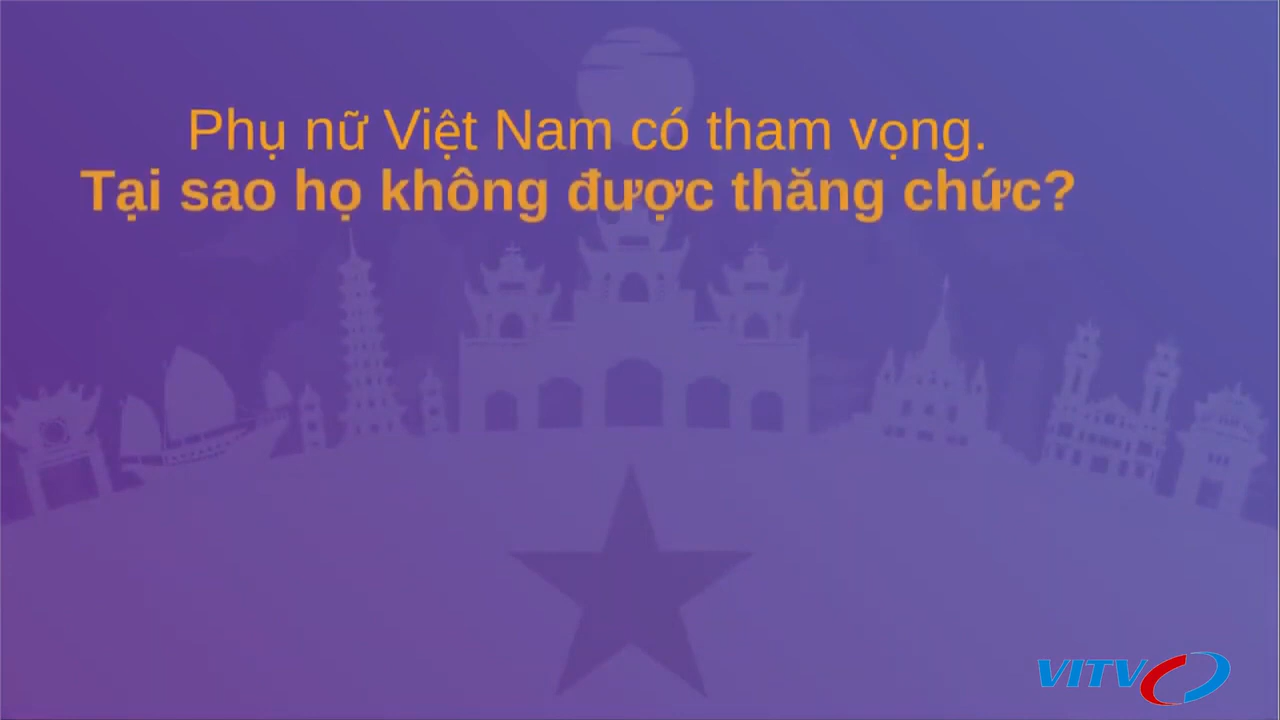 Phụ nữ Việt Nam có tham vọng.
Tại sao họ không được thăng chức?
VITV